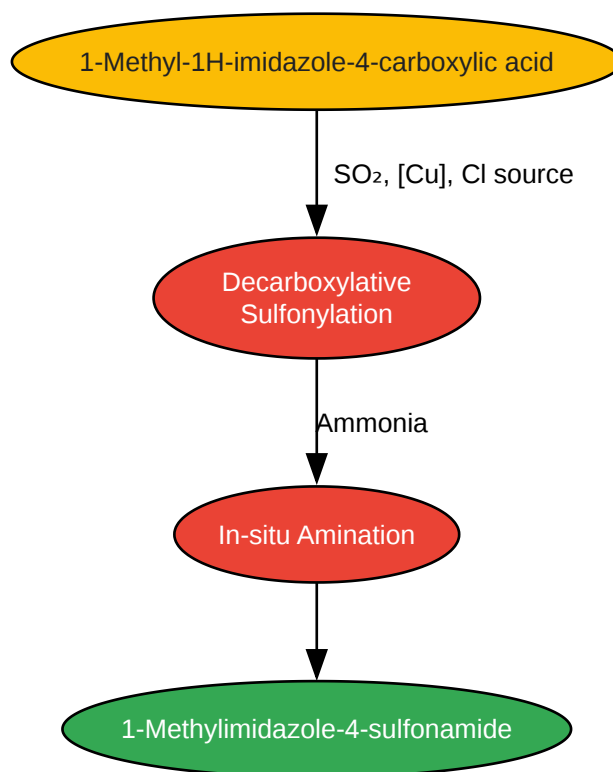 1-Methyl-1H-imidazole-4-carboxylic acid
SO₂, [Cu], Cl source
Decarboxylative
Sulfonylation
Ammonia
In-situ Amination
1-Methylimidazole-4-sulfonamide